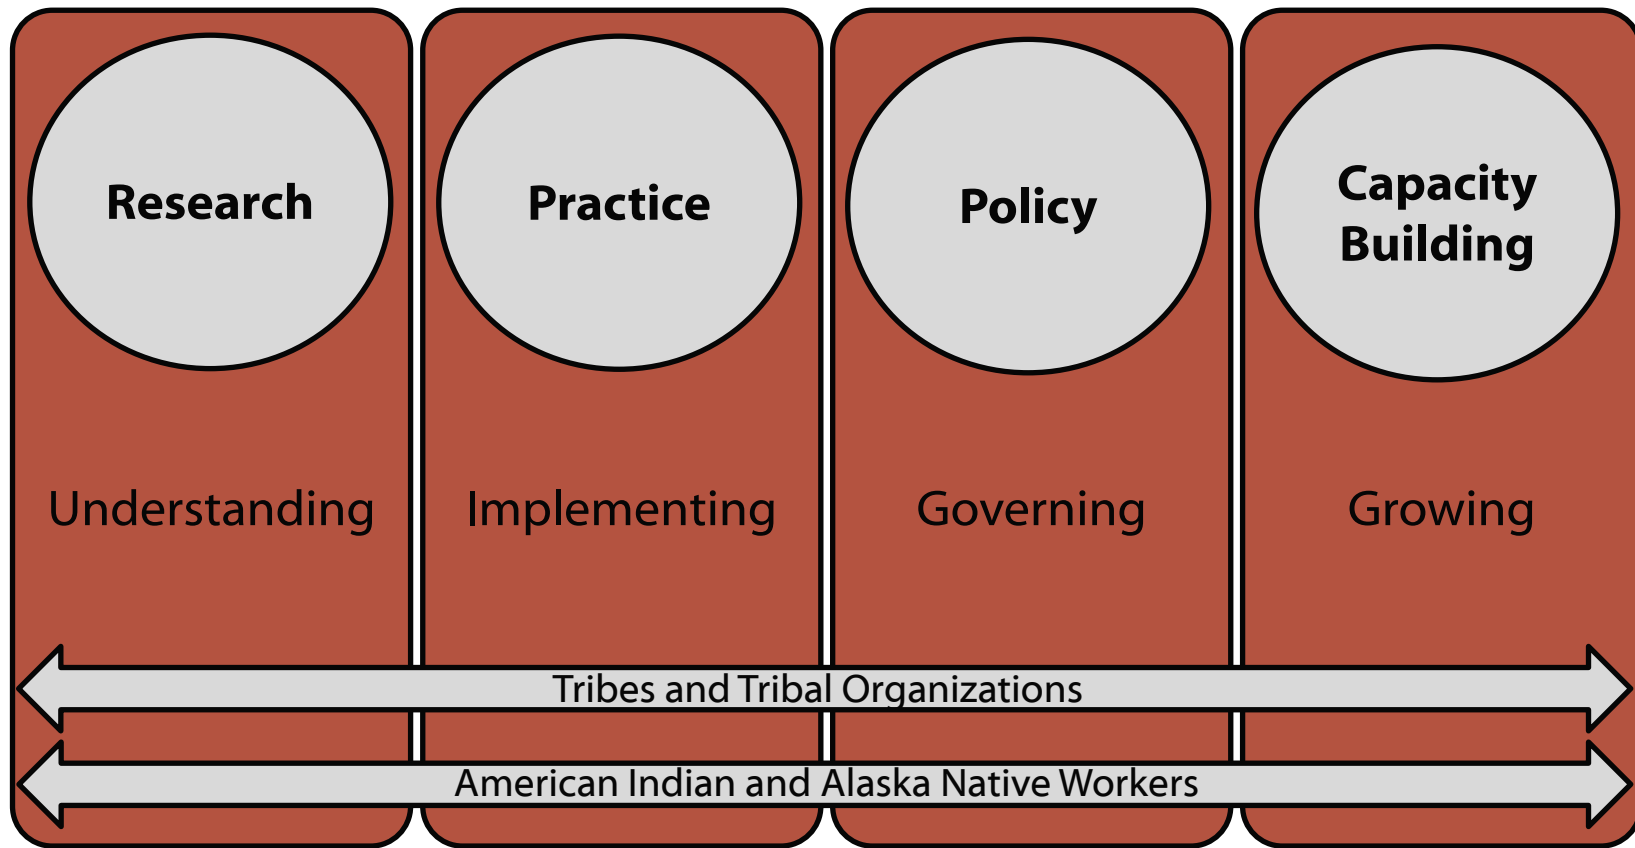 Research
Practice
Policy
Capacity
Building
Understanding
Implementing
Governing
Growing
Tribes and Tribal Organizations
American Indian and Alaska Native Workers